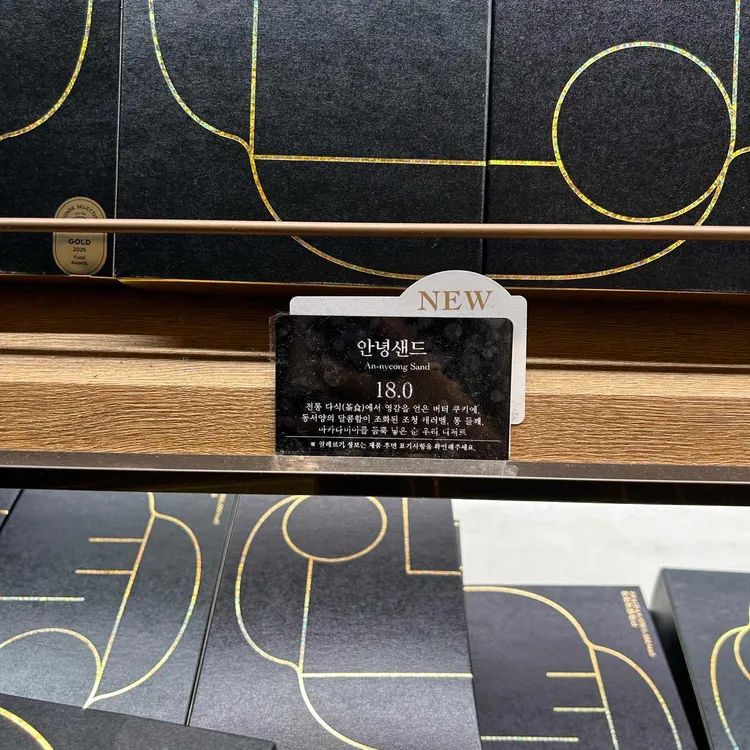 SELECTION
GOLD
2025
Food
Awards
NEW
안녕샌드
An-nyeong Sand
18.0
전통 다식(茶食)에서 영감을 얻은 버터 쿠키에,
동서양의 달콤함이 조화된 조청 캐러멜, 통 들깨,
마카다미아를 듬뿍 넣은 순 우리 디저트
※ 알레르기 정보는 제품 후면 표기사항을 확인해주세요.